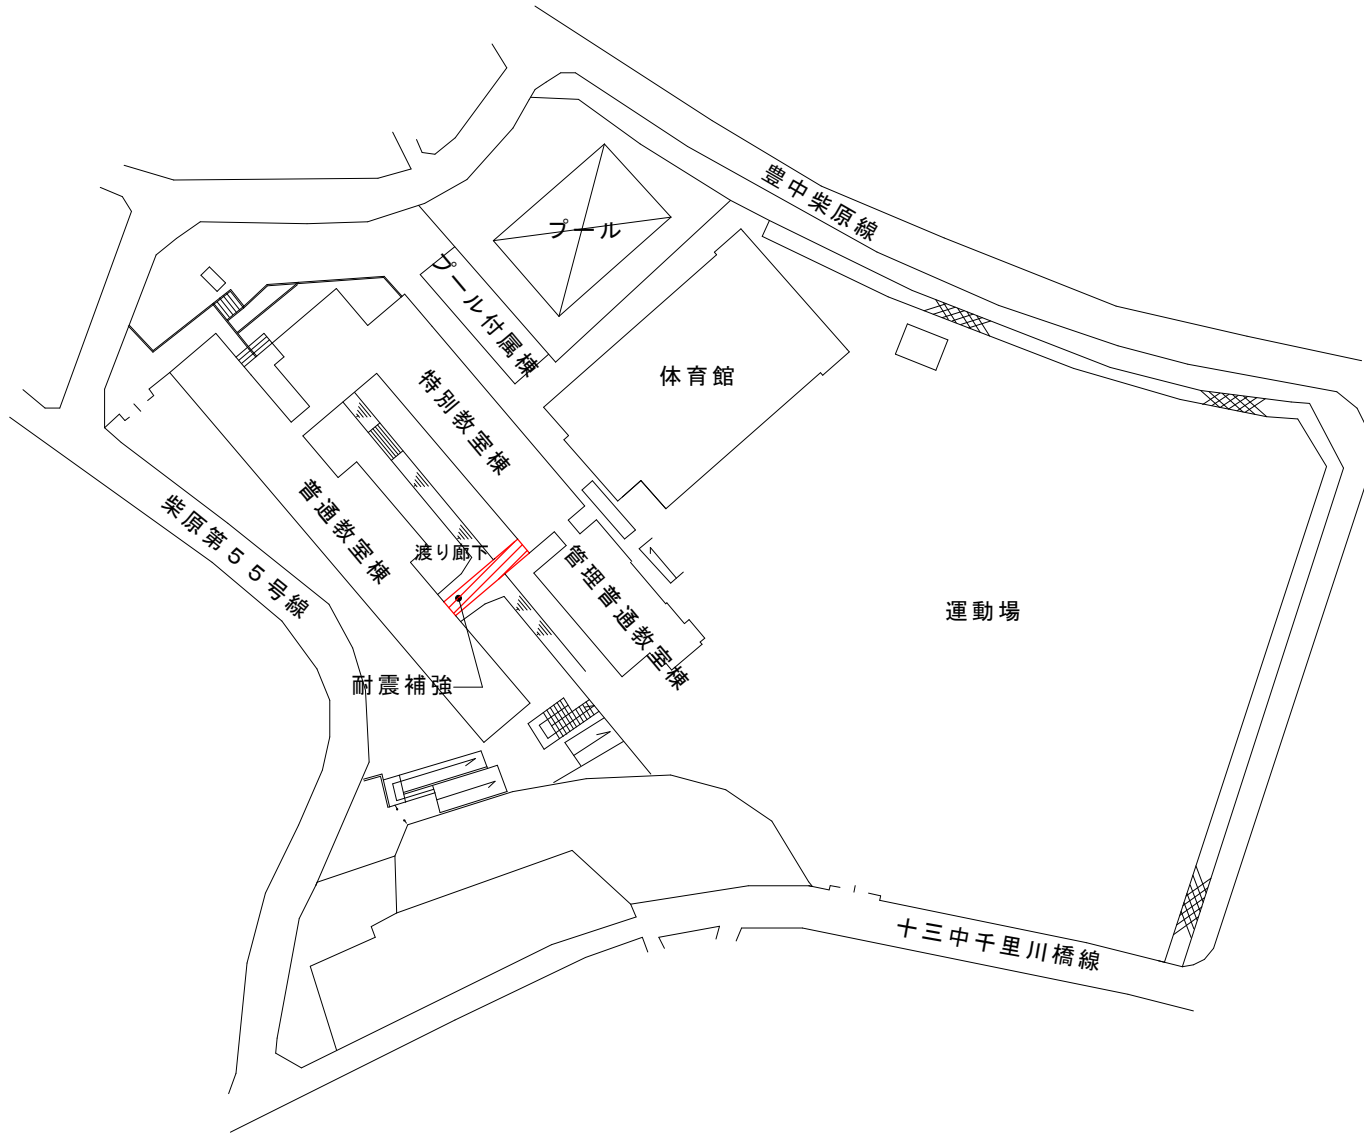 豊中柴原線
プール
プール付属棟
体育館
特別教室棟
普通教室棟
柴原第５５号線
渡り廊下
管理普通教室棟
運動場
耐震補強
十三中千里川橋線